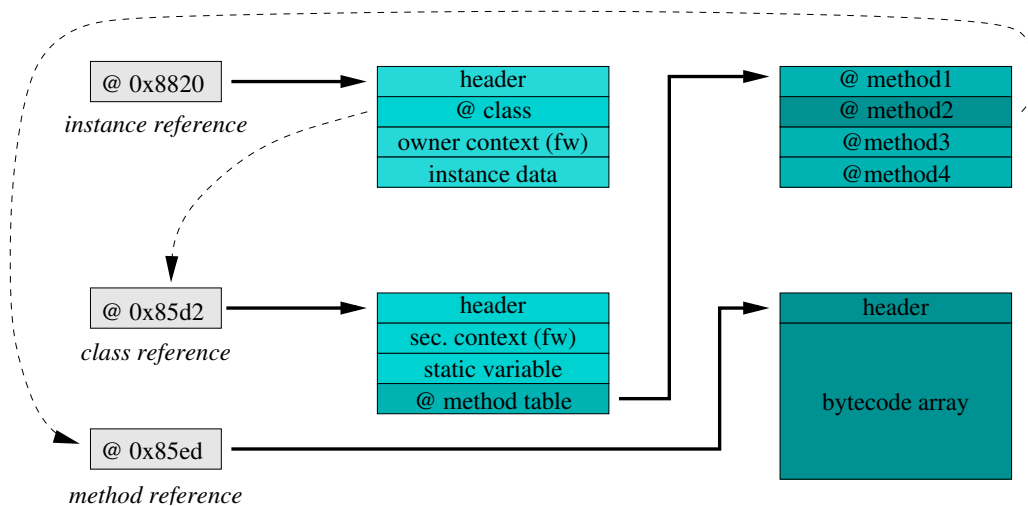 @ 0x8820
instance reference
header
@ class
owner context (fw)
instance data
@ method1
@ method2
@method3
@method4
@ 0x85d2
class reference
header
sec. context (fw)
static variable
@ method table
header
bytecode array
@ 0x85ed
method reference